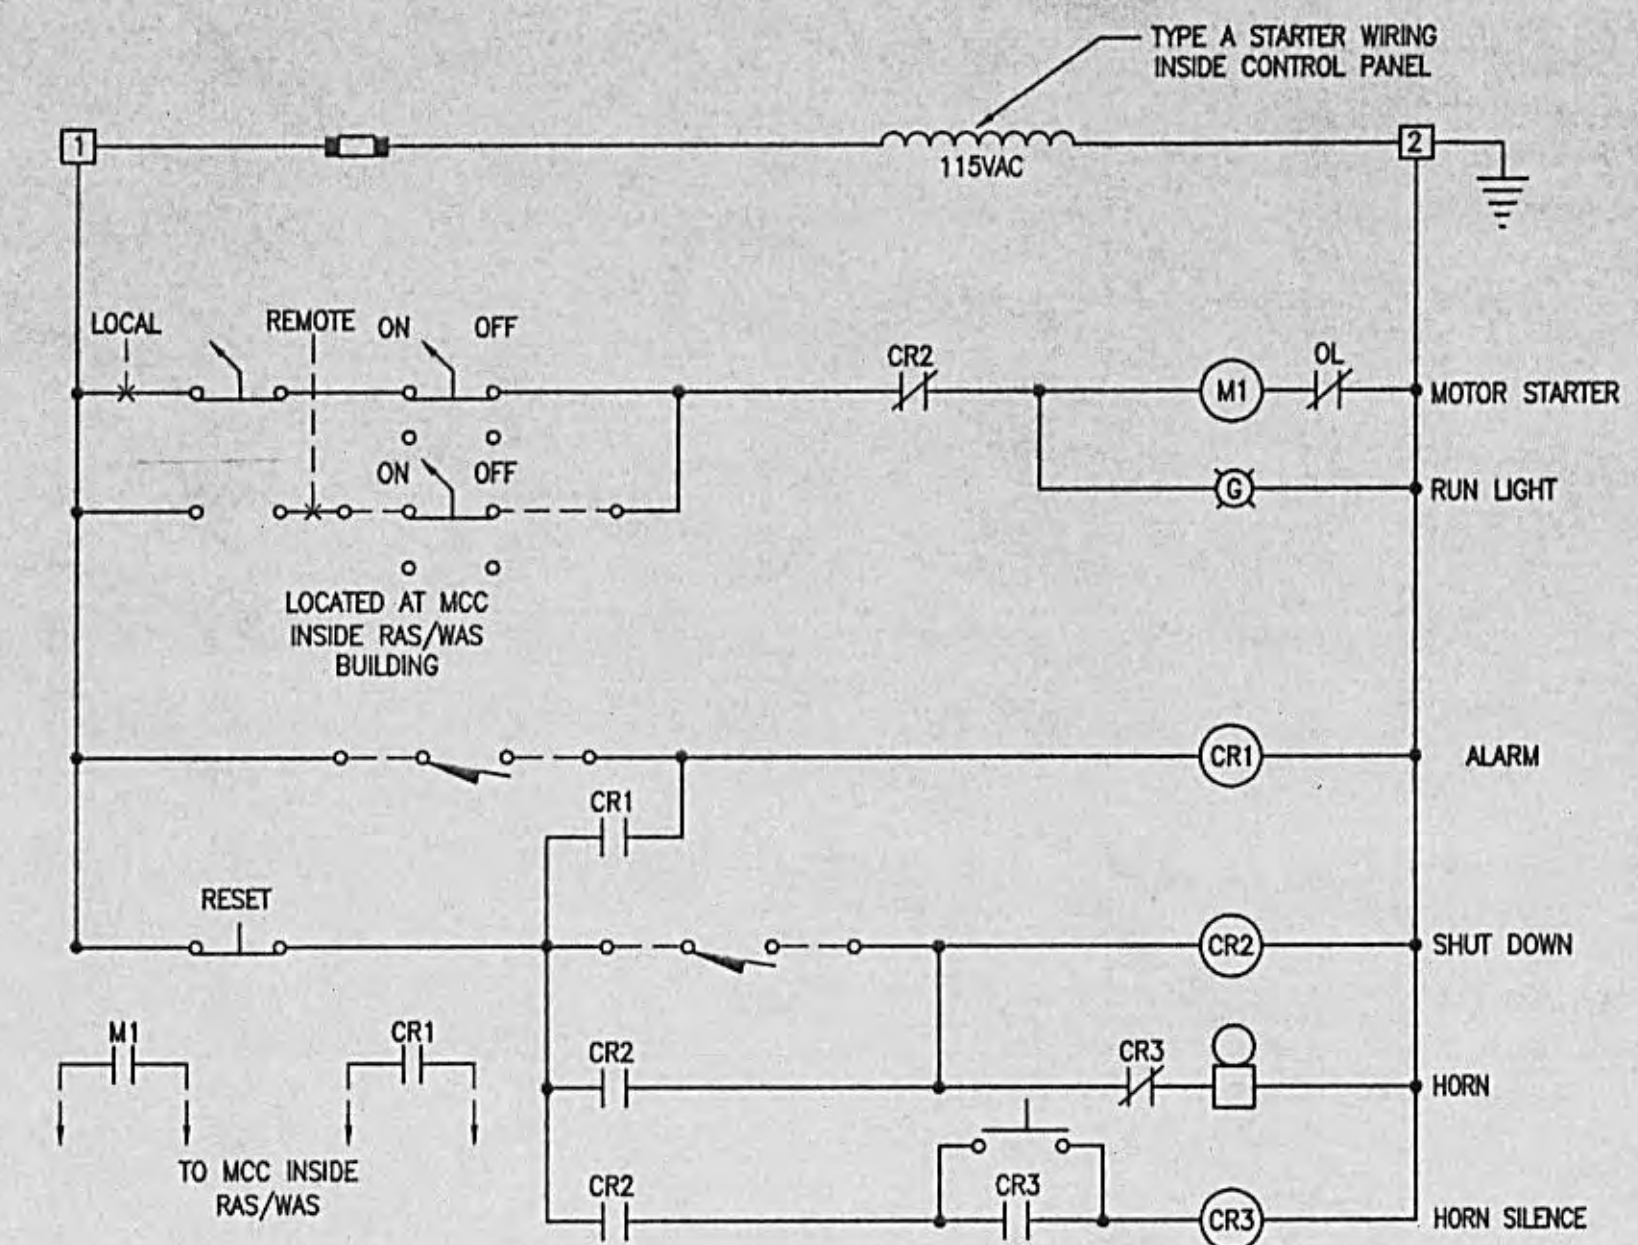 TYPE A STARTER WIRING
INSIDE CONTROL PANEL
1
2
115VAC
LOCAL
REMOTE
ON
OFF
CR2
OL
M1
MOTOR STARTER
ON
OFF
G
RUN LIGHT
LOCATED AT MCC
INSIDE RAS/WAS
BUILDING
CR1
ALARM
CR1
RESET
CR2
SHUT DOWN
M1
CR1
CR2
CR3
HORN
TO MCC INSIDE
RAS/WAS
CR2
CR3
CR3
HORN SILENCE